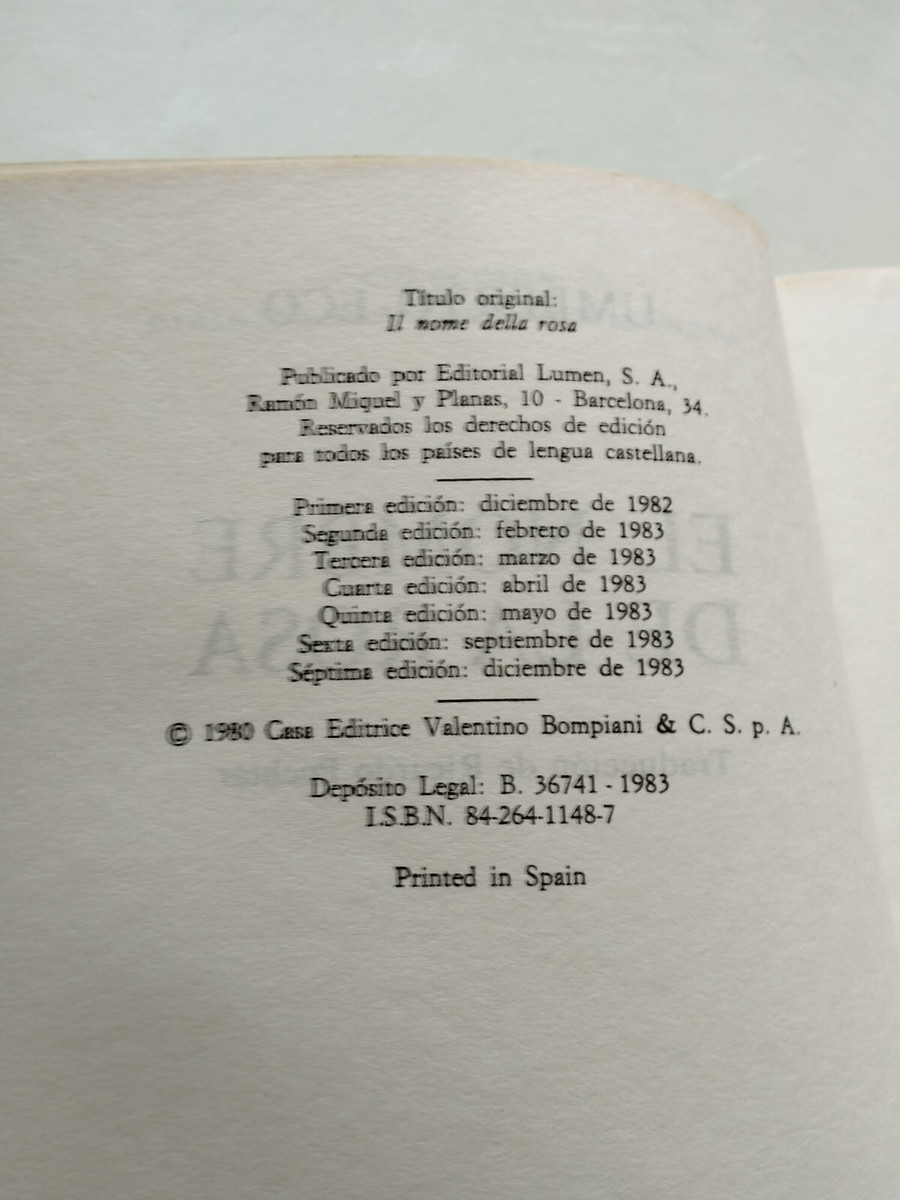 Título original:
Il nome della rosa
Publicado por Editorial Lumen, S. A.,
Ramón Miquel y Planas, 10 - Barcelona, 34.
Reservados los derechos de edición
para todos los países de lengua castellana.
Primera edición: diciembre de 1982
Segunda edición: febrero de 1983
Tercera edición: marzo de 1983
Cuarta edición: abril de 1983
Quinta edición: mayo de 1983
Sexta edición: septiembre de 1983
Séptima edición: diciembre de 1983
© 1980 Casa Editrice Valentino Bompiani & C. S. p. A.
Depósito Legal: B. 36741 - 1983
I.S.B.N. 84-264-1148-7
Printed in Spain